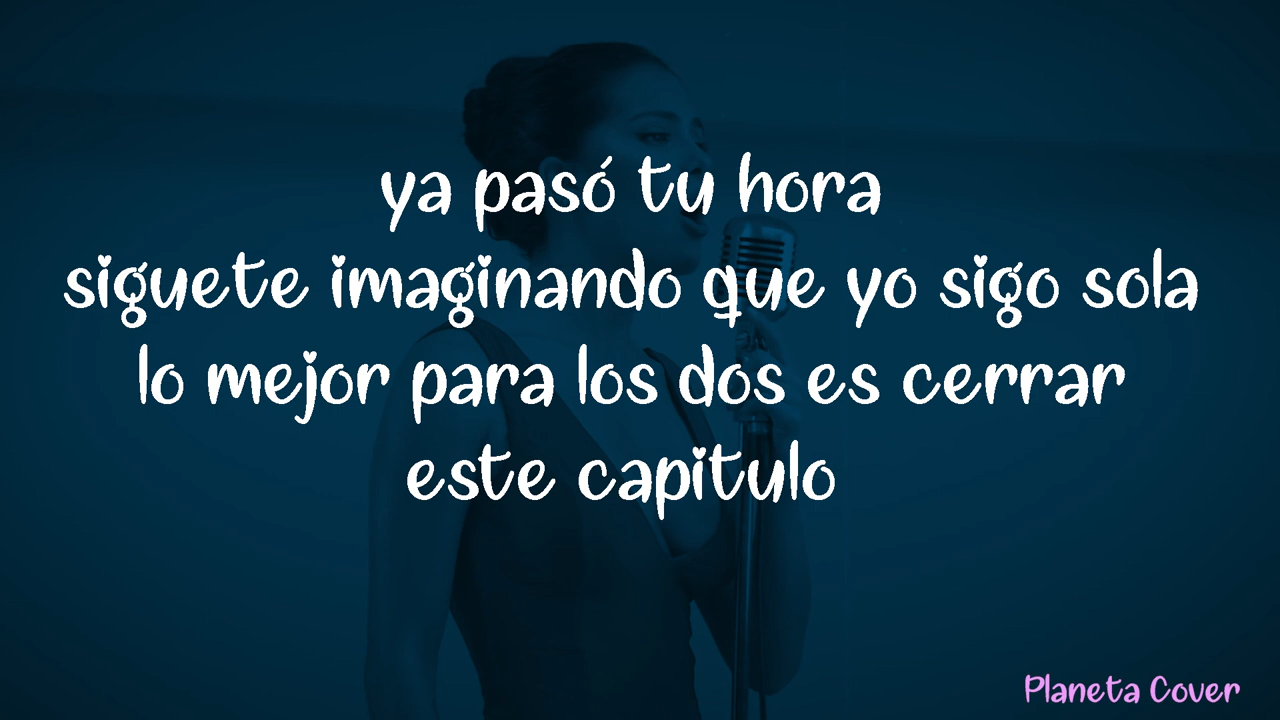 ya pasó tu hora
siguete imaginando que yo sigo sola
lo mejor para los dos es cerrar
este capitulo
Planeta Cover